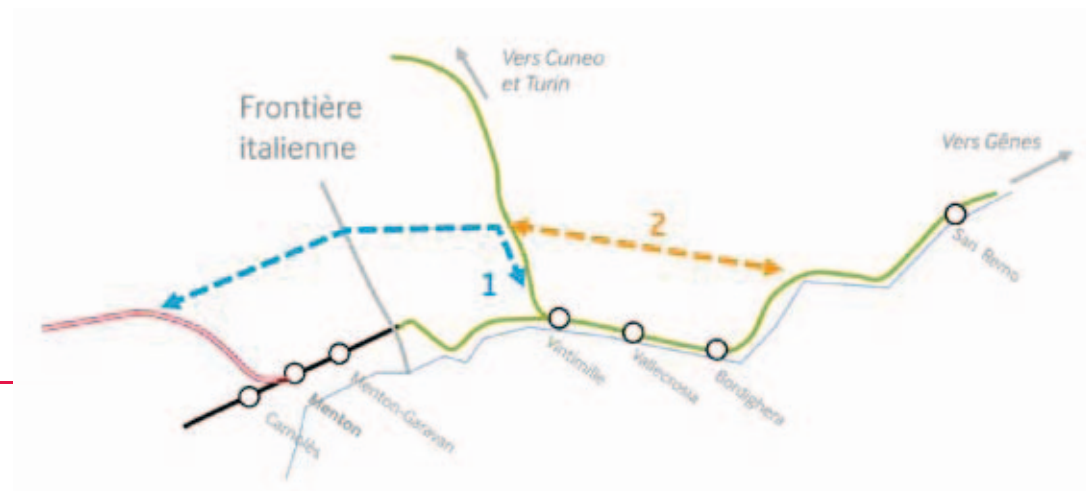 Vers Cuneo
et Turin
Frontière
italienne
Vers Gênes
2
San Remo
1
Vintimille
Vallecrosia
Bordighera
Menton-Garavan
Menton
Carnolès